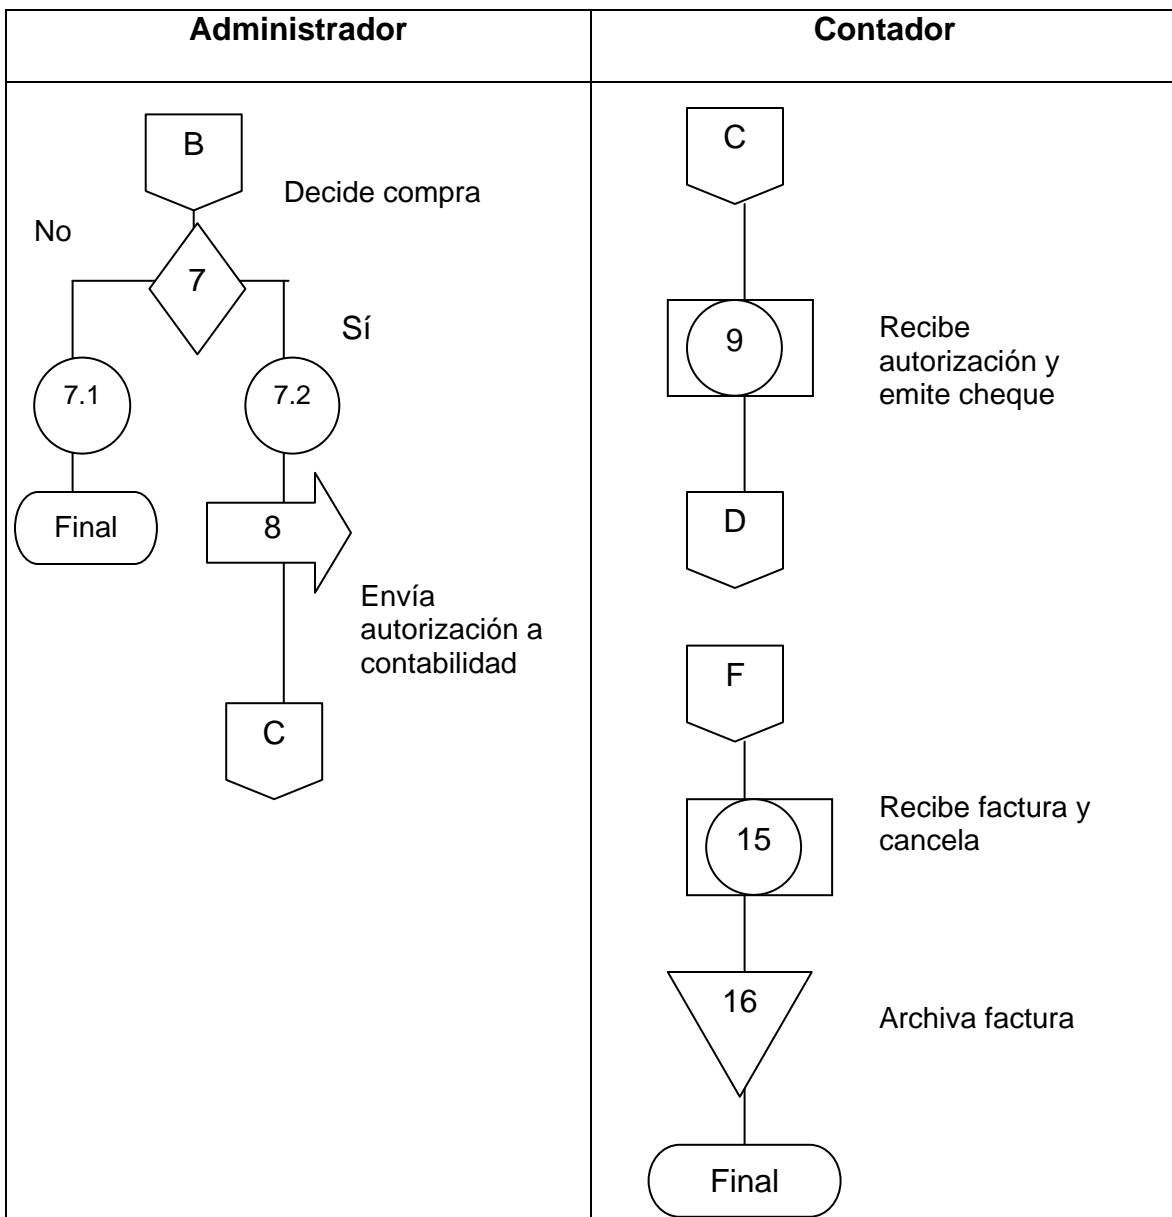 Administrador
Contador
B
Decide compra
No
7
Sí
7.1
7.2
Final
8
Envía
autorización a
contabilidad
C
C
9
Recibe
autorización y
emite cheque
D
F
15
Recibe factura y
cancela
16
Archiva factura
Final